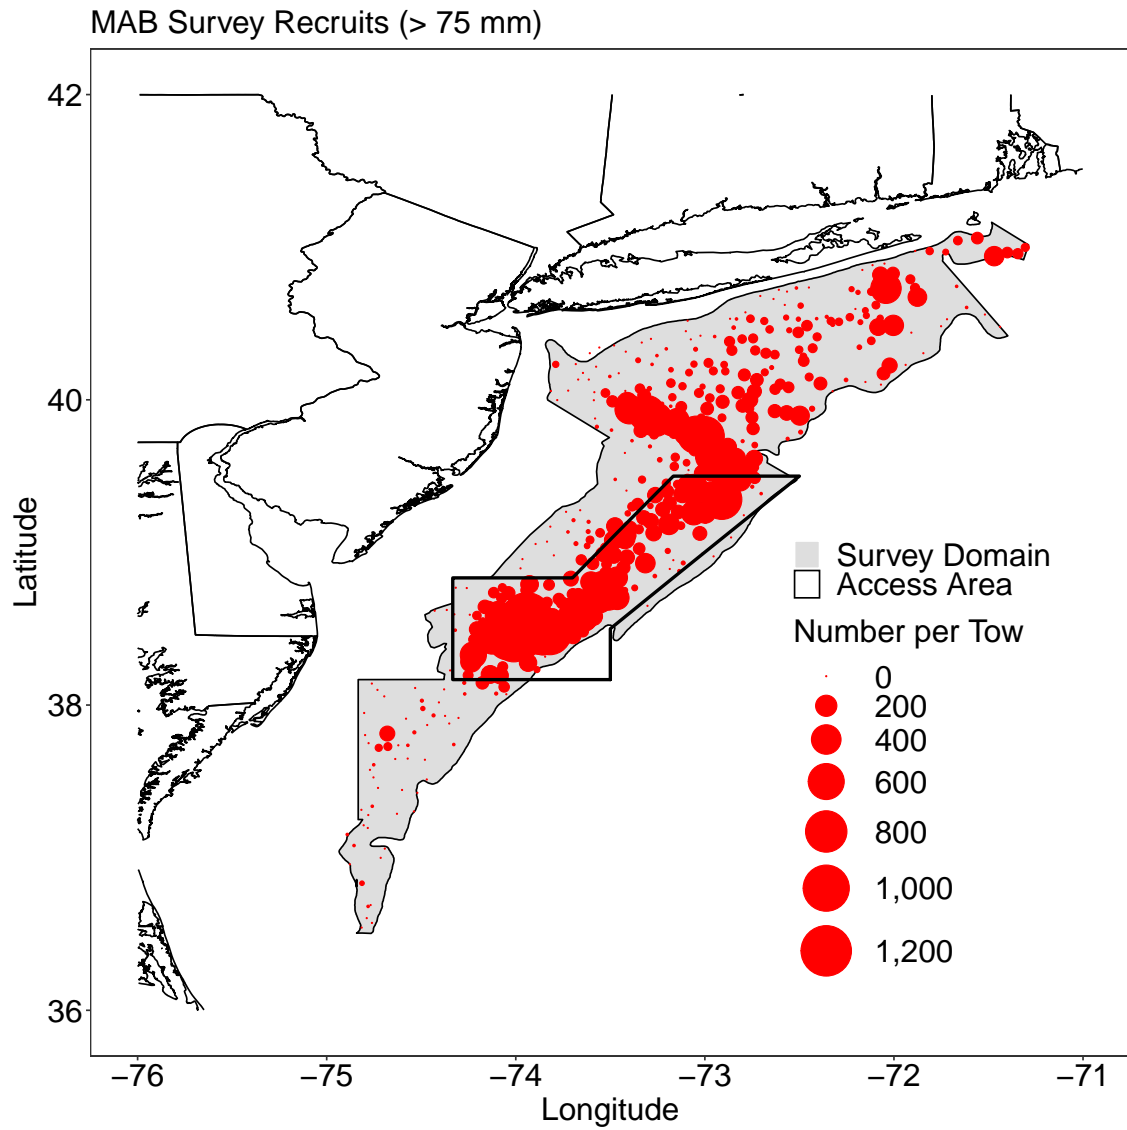 MAB Survey Recruits (> 75 mm)
42
40
38
36
Latitude
Survey Domain
Access Area
Number per Tow
0
200
400
600
800
1,000
1,200
−76
−75
−74
−73
−72
−71
Longitude